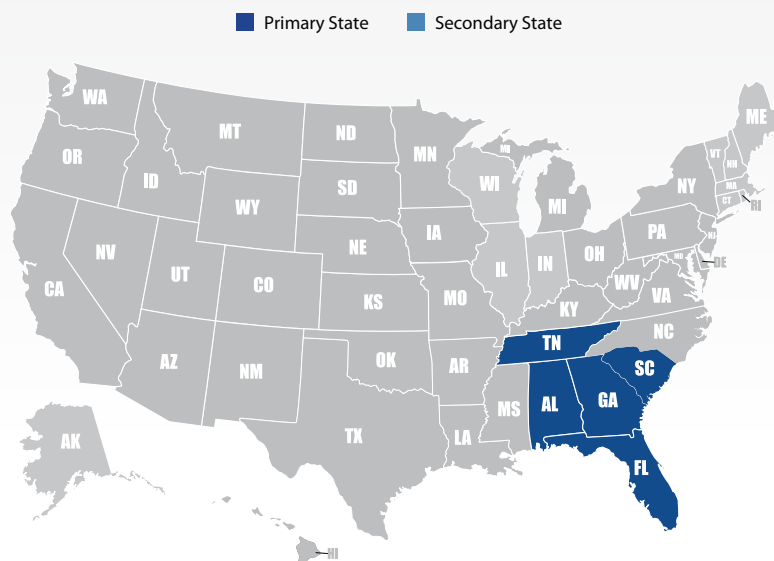 Primary State
Secondary State
WA
MT
ND
MN
MI
ME
OR
ID
SD
WI
MI
VT
NH
NY
MA
CT
RI
WY
IA
NE
PA
NJ
NV
UT
CO
IL
IN
OH
MD
DE
WV
VA
CA
KS
MO
KY
NC
TN
AZ
NM
OK
AR
SC
MS
AL
GA
TX
LA
AK
FL
HI